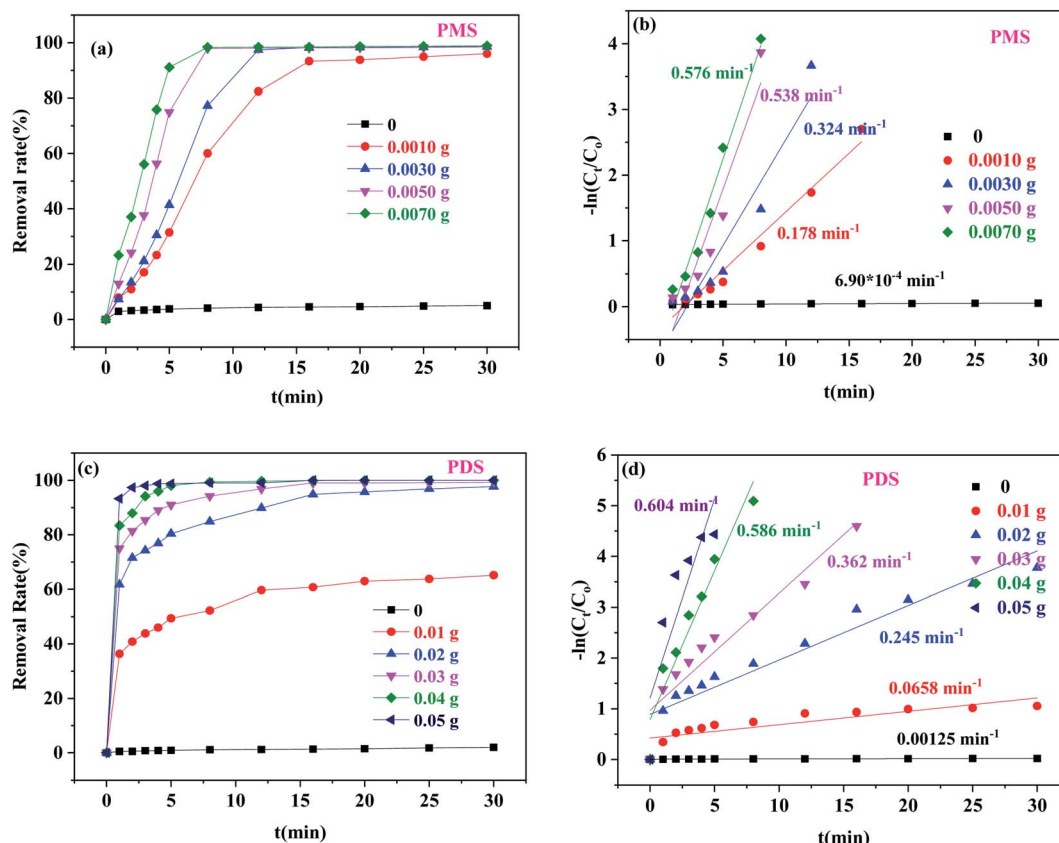 (a)
PMS
Removal rate(%)
100
80
60
40
20
0
0
0.0010 g
0.0030 g
0.0050 g
0.0070 g
0 5 10 15 20 25 30
t(min)
(b)
PMS
-ln(Ct/Co)
4
3
2
1
0
0.576 min-1
0.538 min-1
0.324 min-1
0.178 min-1
6.90*10-4 min-1
0
0.0010 g
0.0030 g
0.0050 g
0.0070 g
0 5 10 15 20 25 30
t(min)
(c)
PDS
Removal Rate(%)
100
80
60
40
20
0
0
0.01 g
0.02 g
0.03 g
0.04 g
0.05 g
0 5 10 15 20 25 30
t(min)
(d)
PDS
-ln(Ct/Co)
6
5
4
3
2
1
0
0.604 min-1
0.586 min-1
0.362 min-1
0.245 min-1
0.0658 min-1
0.00125 min-1
0
0.01 g
0.02 g
0.03 g
0.04 g
0.05 g
0 5 10 15 20 25 30
t(min)